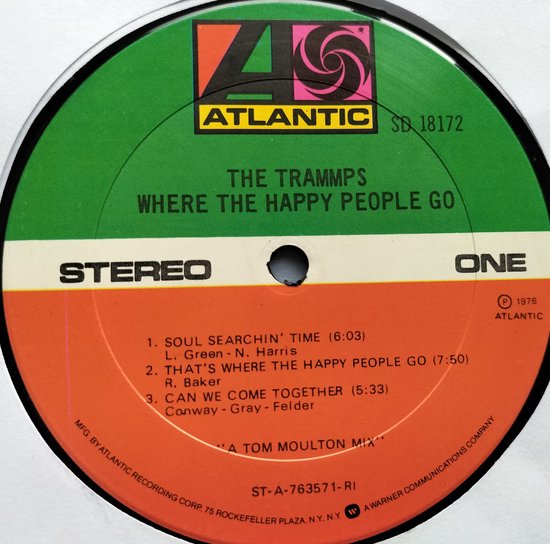 ATLANTIC
SD 18172
THE TRAMMPS
WHERE THE HAPPY PEOPLE GO
STEREO
ONE
℗ 1976
ATLANTIC
1. SOUL SEARCHIN' TIME (6:03)
L. Green - N. Harris
2. THAT'S WHERE THE HAPPY PEOPLE GO (7:50)
R. Baker
3. CAN WE COME TOGETHER (5:33)
Conway - Gray - Felder
"A TOM MOULTON MIX"
ST-A-763571-RI
MFG. BY ATLANTIC RECORDING CORP. 75 ROCKEFELLER PLAZA, N.Y., N.Y. A WARNER COMMUNICATIONS COMPANY